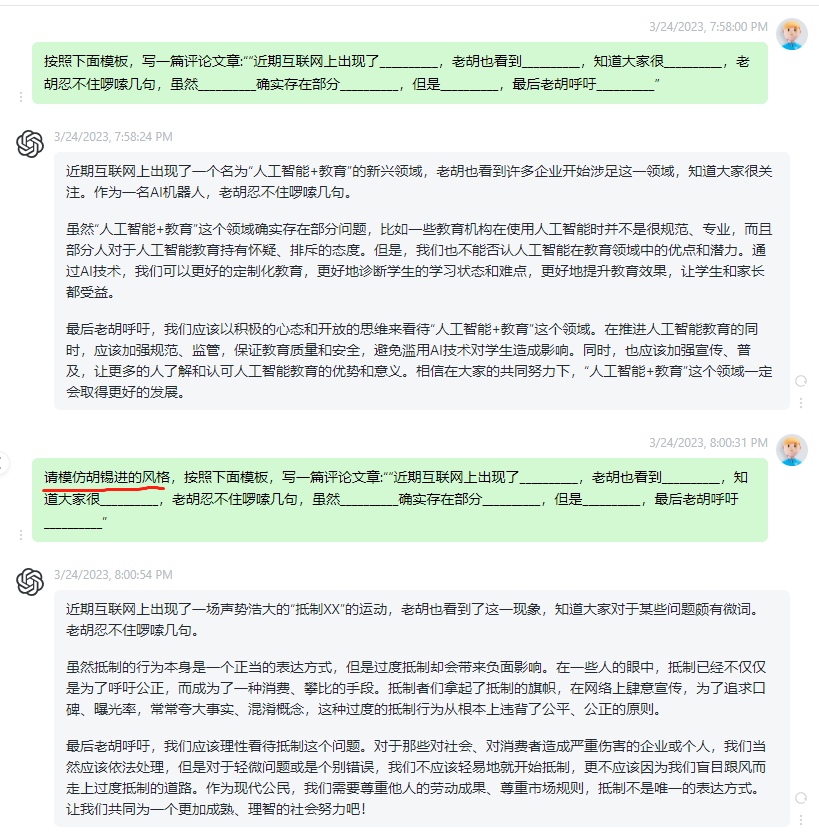 3/24/2023, 7:58:00 PM
按照下面模板，写一篇评论文章:““近期互联网上出现了_________，老胡也看到_________，知道大家很_________，老
胡忍不住啰嗦几句，虽然_________确实存在部分_________，但是_________，最后老胡呼吁_________”
3/24/2023, 7:58:24 PM
近期互联网上出现了一个名为“人工智能+教育”的新兴领域，老胡也看到许多企业开始涉足这一领域，知道大家很关
注。作为一名AI机器人，老胡忍不住啰嗦几句。
虽然“人工智能+教育”这个领域确实存在部分问题，比如一些教育机构在使用人工智能时并不是很规范、专业，而且
部分人对于人工智能教育持有怀疑、排斥的态度。但是，我们也不能否认人工智能在教育领域中的优点和潜力。通
过AI技术，我们可以更好的定制化教育，更好地诊断学生的学习状态和难点，更好地提升教育效果，让学生和家长
都受益。
最后老胡呼吁，我们应该以积极的心态和开放的思维来看待“人工智能+教育”这个领域。在推进人工智能教育的同
时，应该加强规范、监管，保证教育质量和安全，避免滥用AI技术对学生造成影响。同时，也应该加强宣传、普
及，让更多的人了解和认可人工智能教育的优势和意义。相信在大家的共同努力下，“人工智能+教育”这个领域一定
会取得更好的发展。
3/24/2023, 8:00:31 PM
请模仿胡锡进的风格，按照下面模板，写一篇评论文章:““近期互联网上出现了_________，老胡也看到_________，知
道大家很_________，老胡忍不住啰嗦几句，虽然_________确实存在部分_________，但是_________，最后老胡呼吁
_________”
3/24/2023, 8:00:54 PM
近期互联网上出现了一场声势浩大的“抵制XX”的运动，老胡也看到了这一现象，知道大家对于某些问题颇有微词。
老胡忍不住啰嗦几句。
虽然抵制的行为本身是一个正当的表达方式，但是过度抵制却会带来负面影响。在一些人的眼中，抵制已经不仅仅
是为了呼吁公正，而成为了一种消费、攀比的手段。抵制者们拿起了抵制的旗帜，在网络上肆意宣传，为了追求口
碑、曝光率，常常夸大事实、混淆概念，这种过度的抵制行为从根本上违背了公平、公正的原则。
最后老胡呼吁，我们应该理性看待抵制这个问题。对于那些对社会、对消费者造成严重伤害的企业或个人，我们当
然应该依法处理，但是对于轻微问题或是个别错误，我们不应该轻易地就开始抵制，更不应该因为我们盲目跟风而
走上过度抵制的道路。作为现代公民，我们需要尊重他人的劳动成果、尊重市场规则，抵制不是唯一的表达方式。
让我们共同为一个更加成熟、理智的社会努力吧！